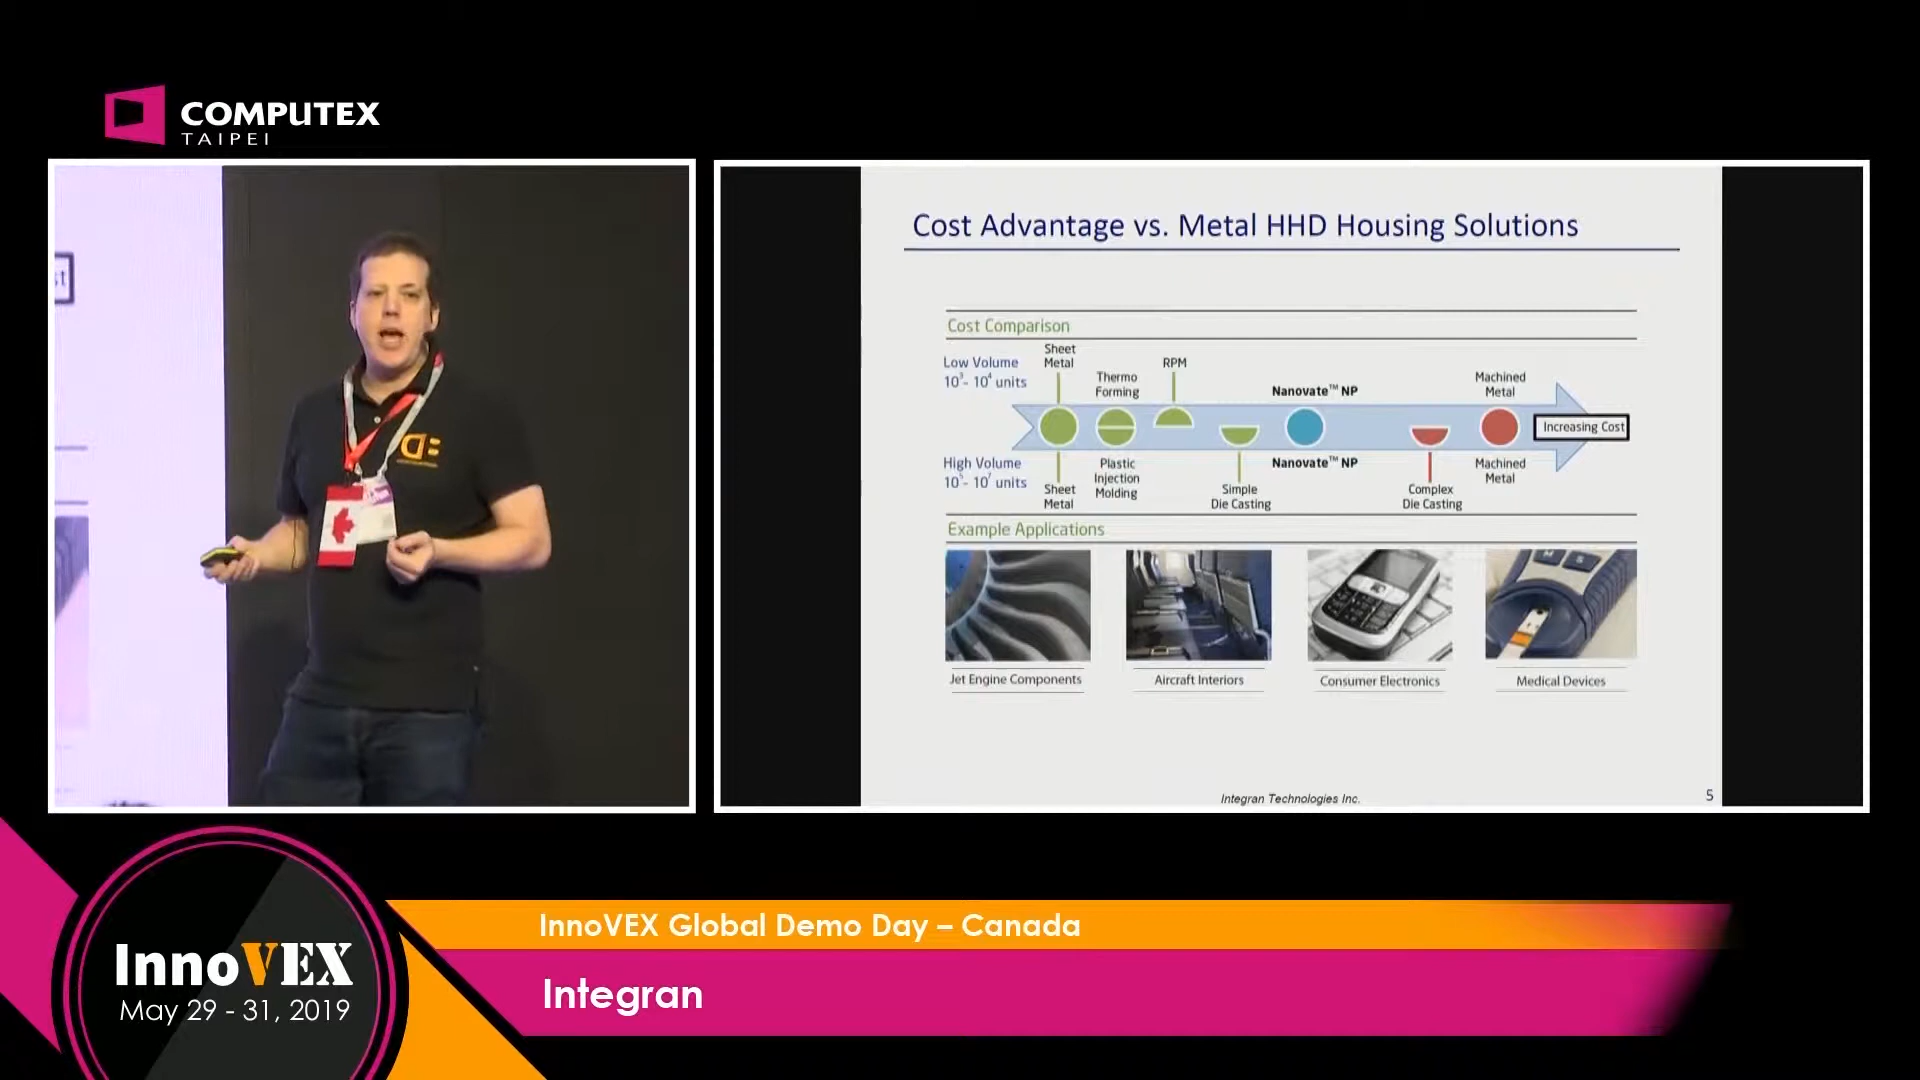 COMPUTEX
TAIPEI
Cost Advantage vs. Metal HHD Housing Solutions
Cost Comparison
Low Volume
10³- 10⁴ units
Sheet
Metal
Thermo
Forming
RPM
Nanovate™ NP
Machined
Metal
Increasing Cost
High Volume
10⁵- 10⁷ units
Sheet
Metal
Plastic
Injection
Molding
Simple
Die Casting
Nanovate™ NP
Complex
Die Casting
Machined
Metal
Example Applications
Jet Engine Components
Aircraft Interiors
Consumer Electronics
Medical Devices
Integran Technologies Inc.
5
InnoVEX Global Demo Day – Canada
Integran
InnoVEX
May 29 - 31, 2019